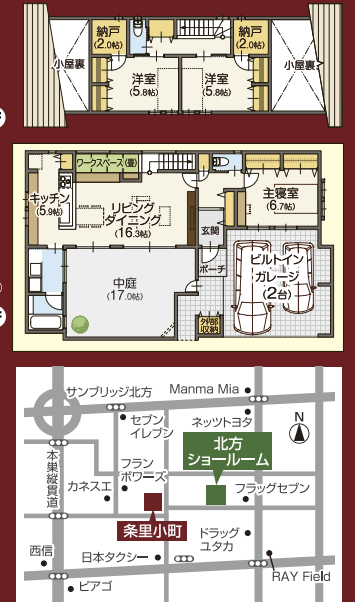 納戸
(2.0帖)
納戸
(2.0帖)
小屋裏
洋室
(5.8帖)
洋室
(5.8帖)
小屋裏
ワークスペース(畳)
キッチン
(5.9帖)
リビング
ダイニング
(16.3帖)
主寝室
(6.7帖)
玄関
ポーチ
ビルトイン
ガレージ
(2台)
中庭
(17.0帖)
外部
収納
サンブリッジ北方
Manma Mia
セブン
イレブン
ネッツトヨタ
N
北方
ショールーム
本巣縦貫道
カネスエ
フラン
ポワーズ
フラッグセブン
条里小町
西信
日本タクシー
ドラッグ
ユタカ
ピアゴ
RAY Field